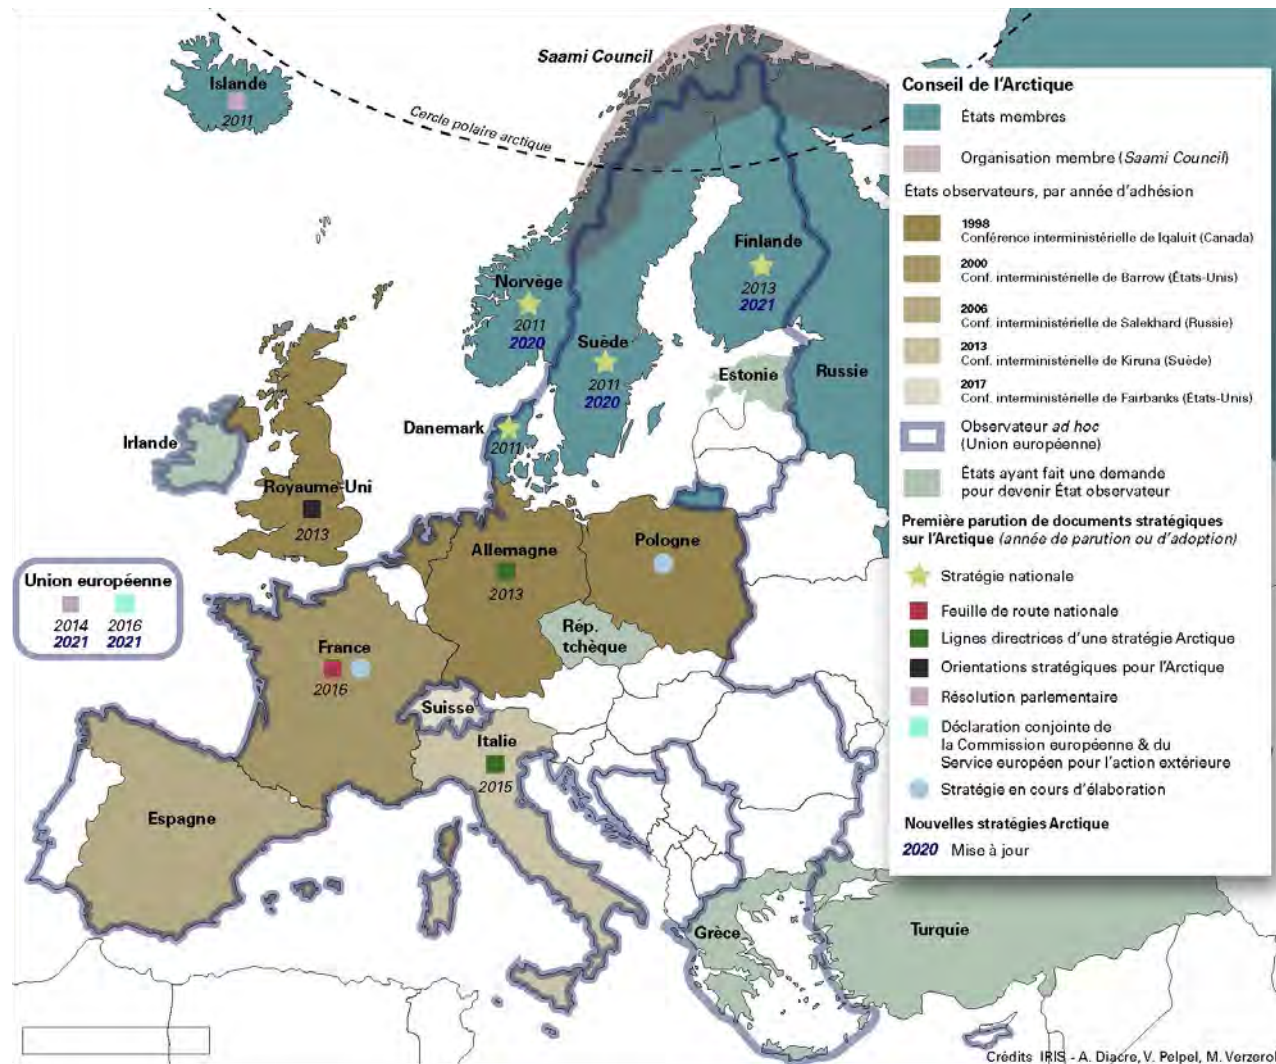 Saami Council
Islande
2011
Cercle polaire arctique
Finlande
2013
2021
Norvège
2011
2020
Suède
2011
2020
Estonie
Russie
Danemark
2011
Irlande
Royaume-Uni
2013
Allemagne
2013
Pologne
Rép.
tchèque
Union européenne
2014 2016
2021 2021
France
2016
Suisse
Italie
2015
Espagne
Grèce
Turquie
Conseil de l'Arctique
États membres
Organisation membre (Saami Council)
États observateurs, par année d'adhésion
1998
Conférence interministérielle de Iqaluit (Canada)
2000
Conf. interministérielle de Barrow (États-Unis)
2006
Conf. interministérielle de Salekhard (Russie)
2013
Conf. interministérielle de Kiruna (Suède)
2017
Conf. interministérielle de Fairbanks (États-Unis)
Observateur ad hoc
(Union européenne)
États ayant fait une demande
pour devenir État observateur
Première parution de documents stratégiques
sur l'Arctique (année de parution ou d'adoption)
Stratégie nationale
Feuille de route nationale
Lignes directrices d'une stratégie Arctique
Orientations stratégiques pour l'Arctique
Résolution parlementaire
Déclaration conjointe de
la Commission européenne & du
Service européen pour l'action extérieure
Stratégie en cours d'élaboration
Nouvelles stratégies Arctique
2020 Mise à jour
Crédits IRIS - A. Diacre, V. Pelpel, M. Verzeroli